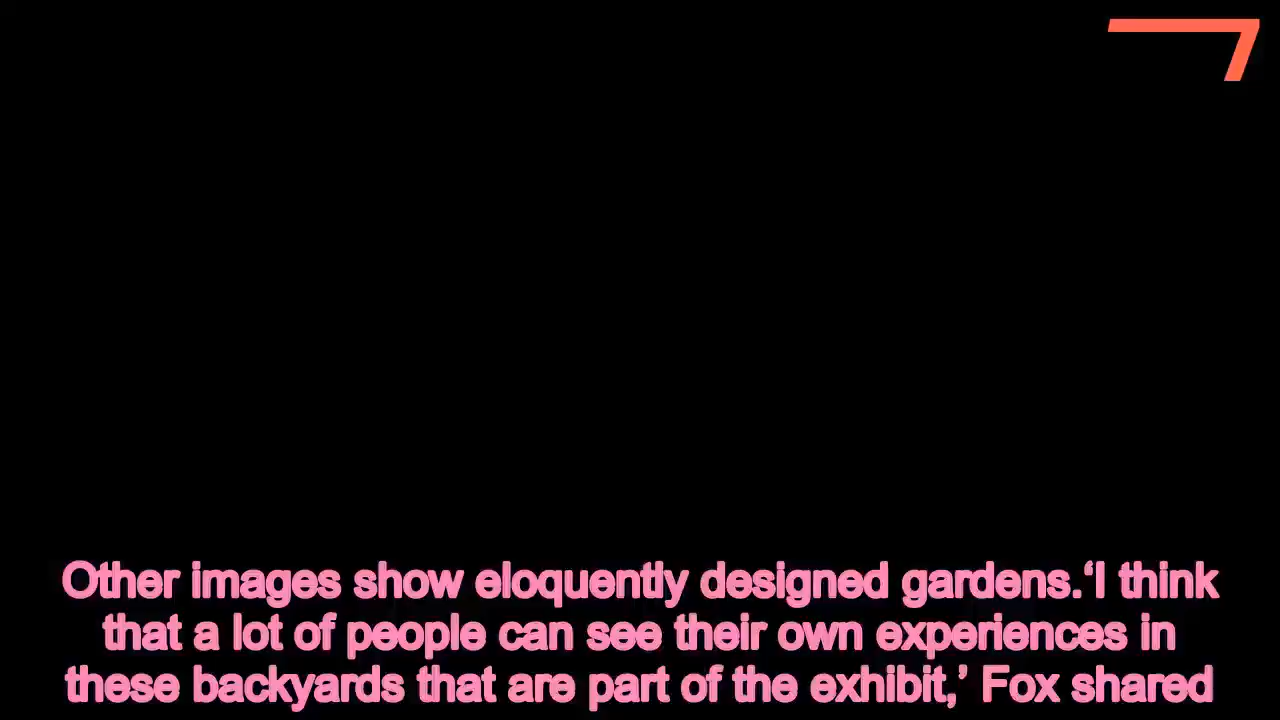 Other images show eloquently designed gardens.‘I think
that a lot of people can see their own experiences in
these backyards that are part of the exhibit,’ Fox shared